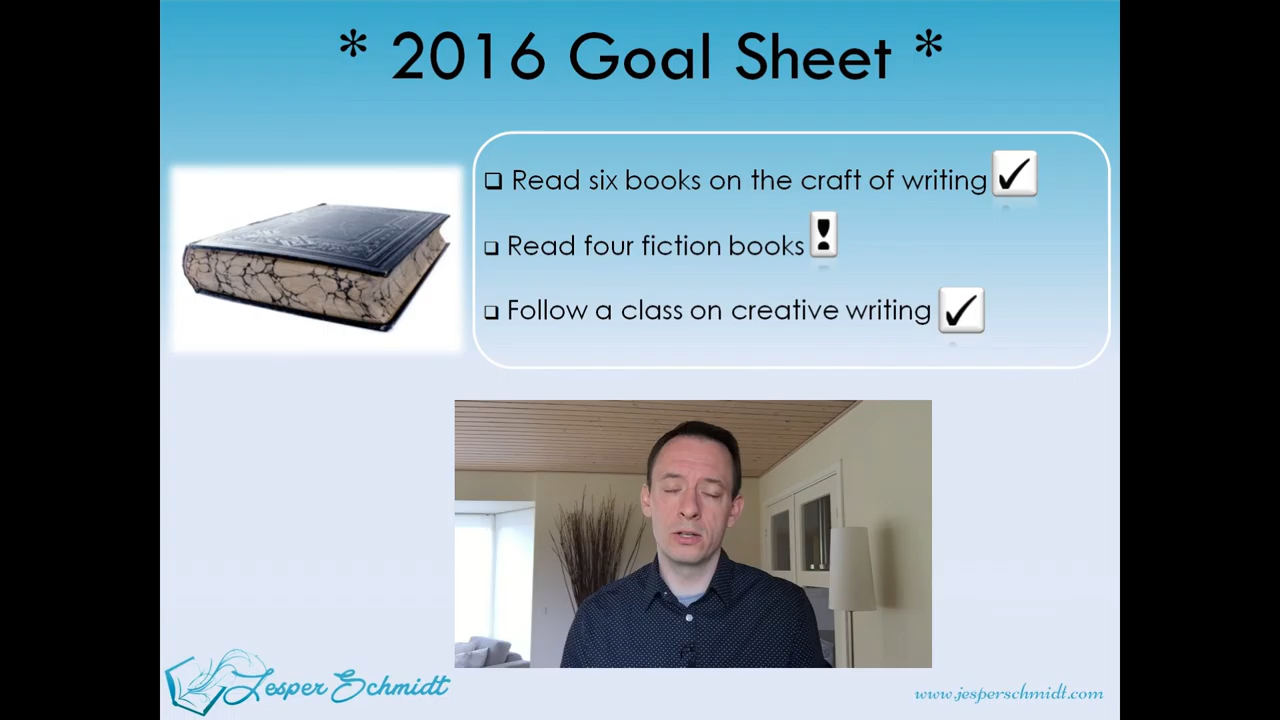 * 2016 Goal Sheet *
Read six books on the craft of writing
Read four fiction books
Follow a class on creative writing
Jesper Schmidt
www.jesperschmidt.com